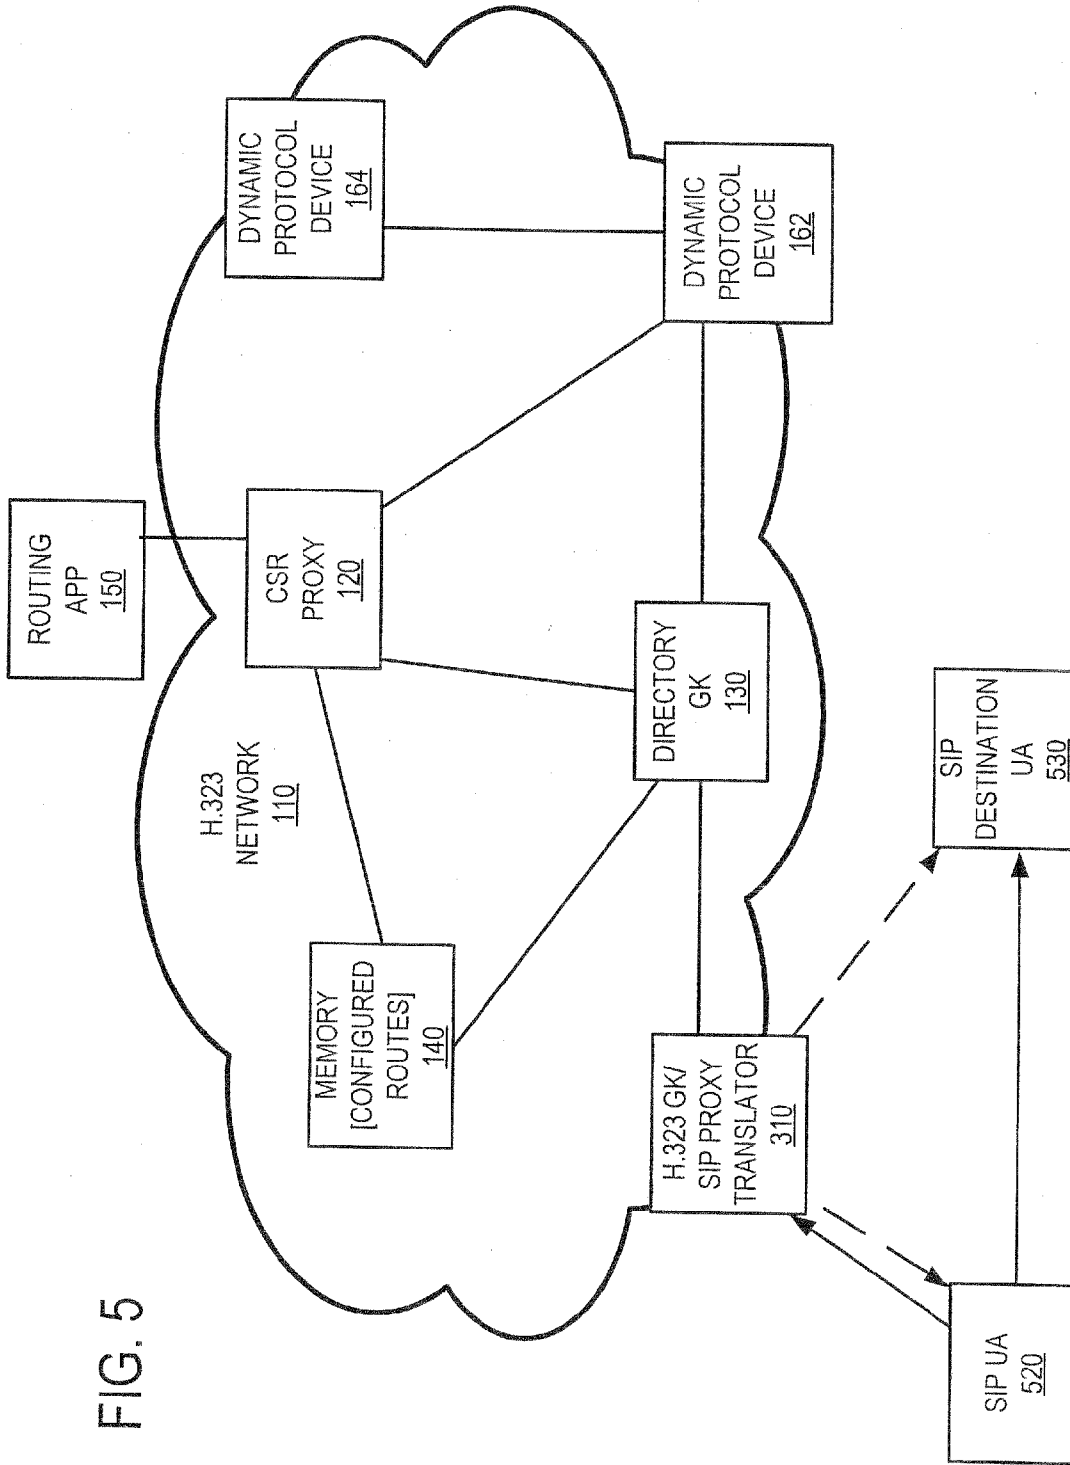 FIG. 5
ROUTING
APP
150
H.323
NETWORK
110
CSR
PROXY
120
DYNAMIC
PROTOCOL
DEVICE
164
MEMORY
[CONFIGURED
ROUTES]
140
DIRECTORY
GK
130
DYNAMIC
PROTOCOL
DEVICE
162
H.323 GK/
SIP PROXY
TRANSLATOR
310
SIP UA
520
SIP
DESTINATION
UA
530